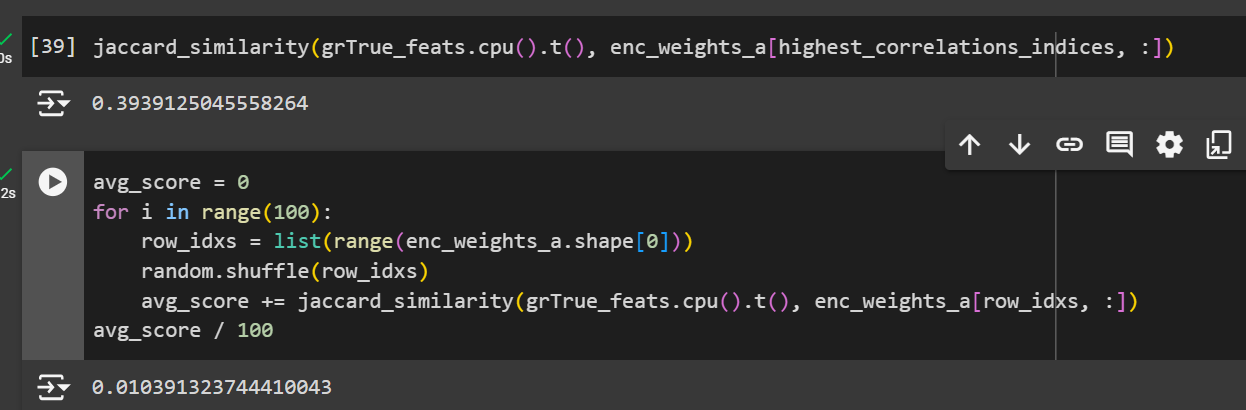 [39] jaccard_similarity(grTrue_feats.cpu().t(), enc_weights_a[highest_correlations_indices, :])
0s
0.3939125045558264
2s
avg_score = 0
for i in range(100):
    row_idxs = list(range(enc_weights_a.shape[0]))
    random.shuffle(row_idxs)
    avg_score += jaccard_similarity(grTrue_feats.cpu().t(), enc_weights_a[row_idxs, :])
avg_score / 100
0.010391323744410043